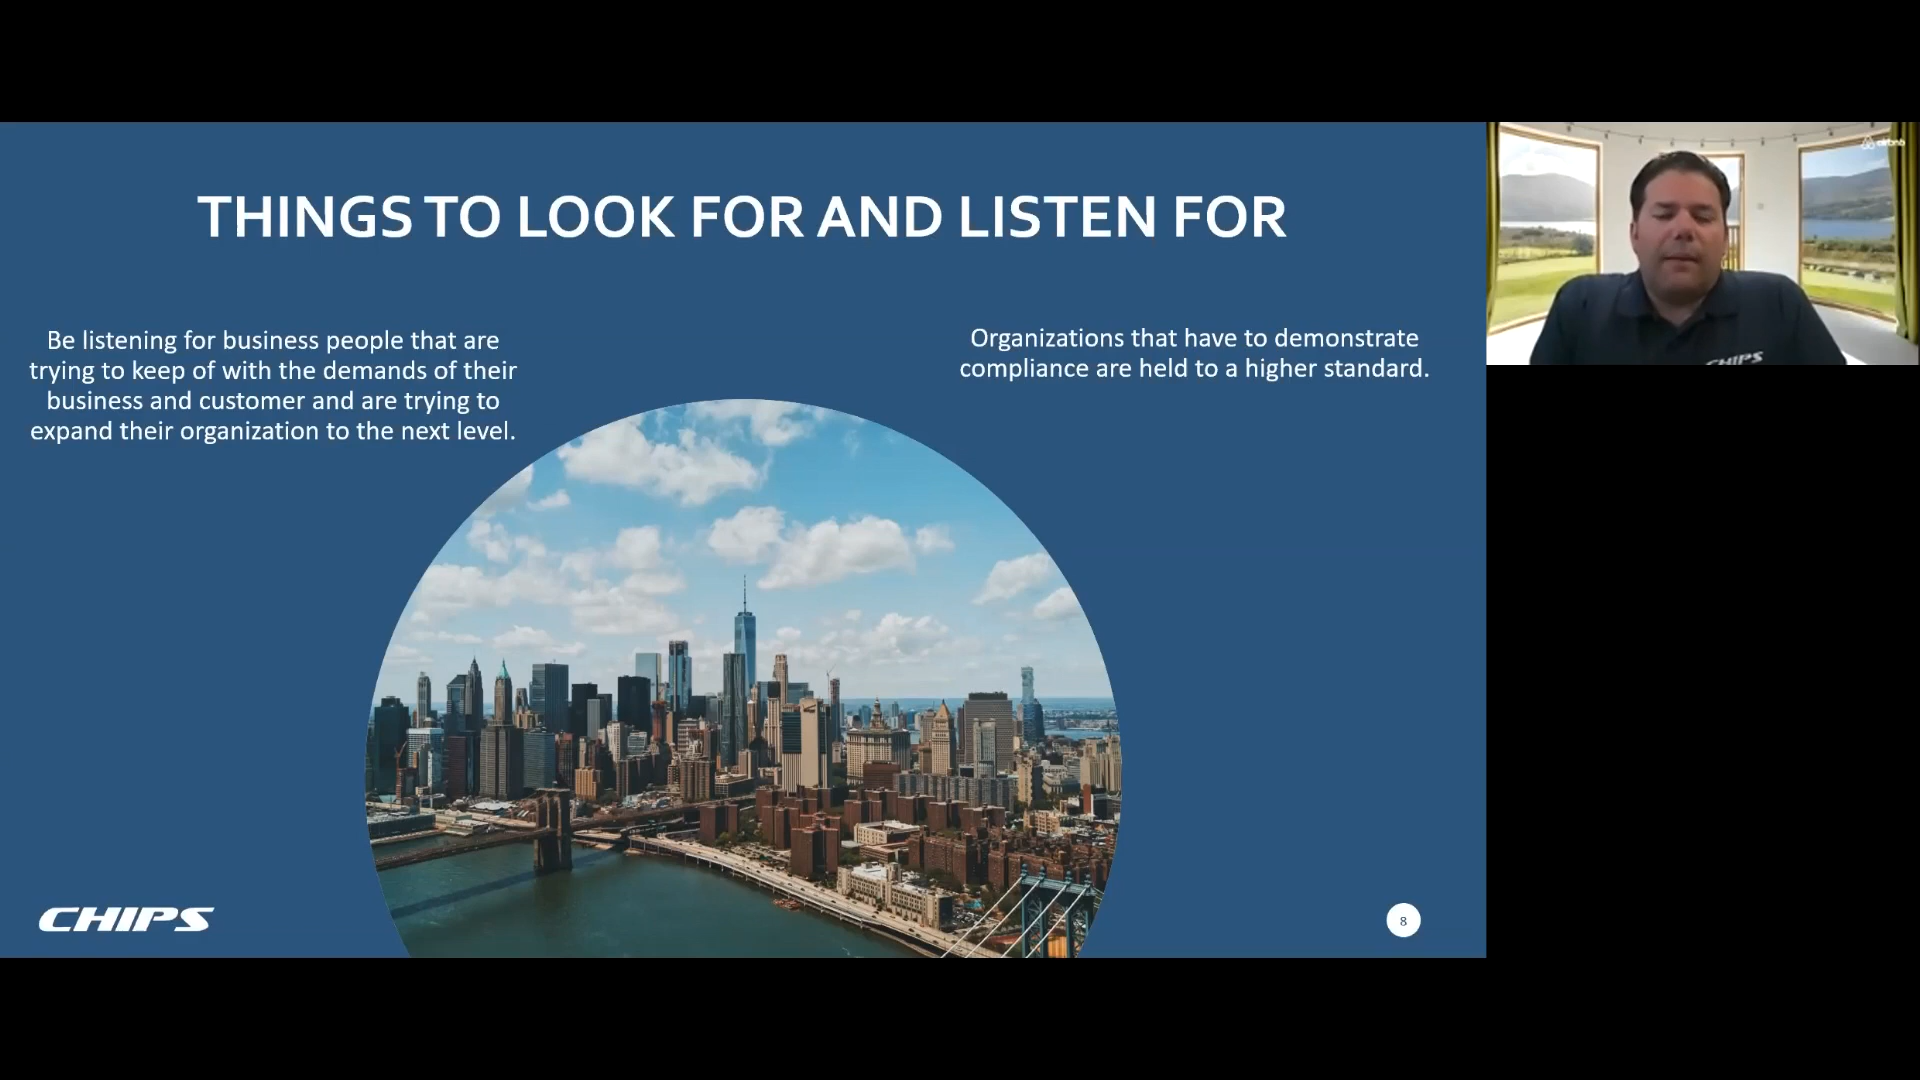 THINGS TO LOOK FOR AND LISTEN FOR
Be listening for business people that are
trying to keep of with the demands of their
business and customer and are trying to
expand their organization to the next level.
Organizations that have to demonstrate
compliance are held to a higher standard.
airbnb
CHIPS
CHIPS
8